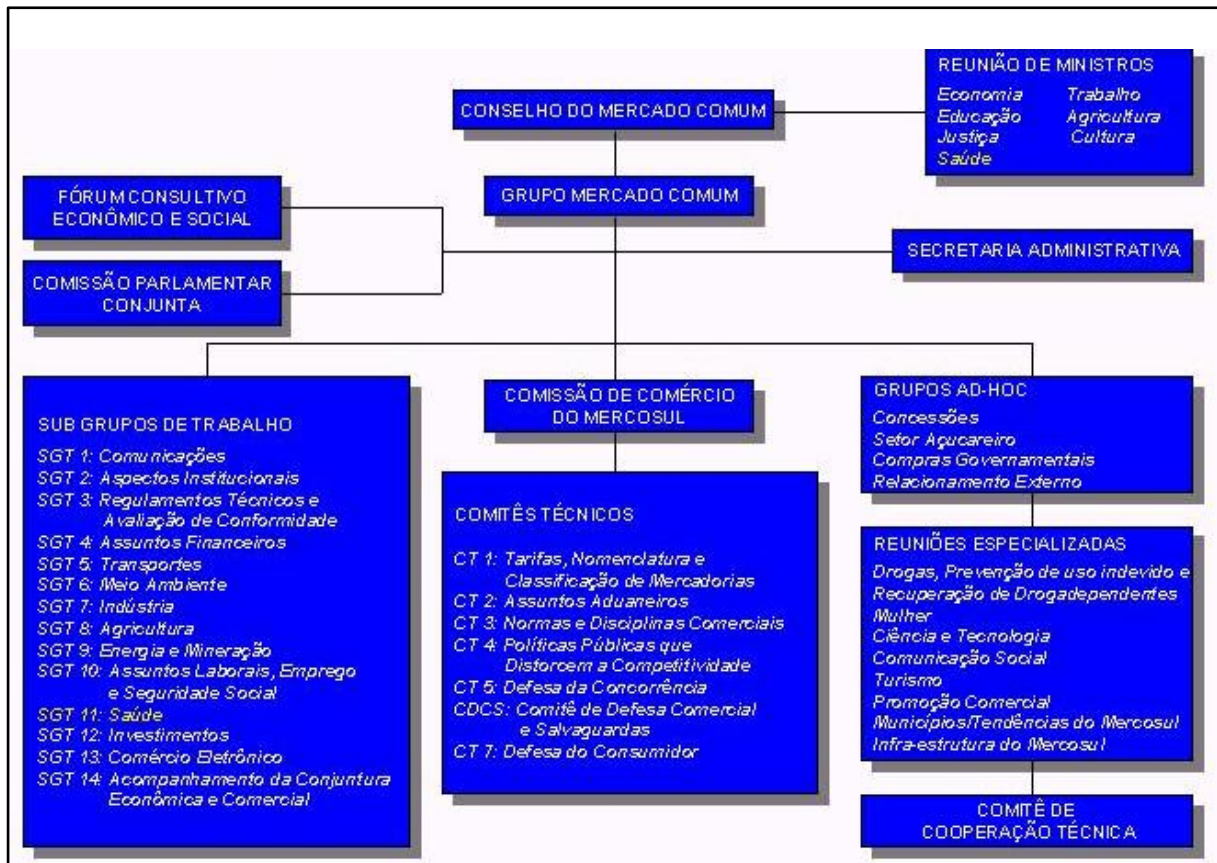 REUNIÃO DE MINISTROS
Economia Trabalho
Educação Agricultura
Justiça Cultura
Saúde
CONSELHO DO MERCADO COMUM
GRUPO MERCADO COMUM
FÓRUM CONSULTIVO
ECONÔMICO E SOCIAL
SECRETARIA ADMINISTRATIVA
COMISSÃO PARLAMENTAR
CONJUNTA
SUB GRUPOS DE TRABALHO
SGT 1: Comunicações
SGT 2: Aspectos Institucionais
SGT 3: Regulamentos Técnicos e
Avaliação de Conformidade
SGT 4: Assuntos Financeiros
SGT 5: Transportes
SGT 6: Meio Ambiente
SGT 7: Indústria
SGT 8: Agricultura
SGT 9: Energia e Mineração
SGT 10: Assuntos Laborais, Emprego
e Seguridade Social
SGT 11: Saúde
SGT 12: Investimentos
SGT 13: Comércio Eletrônico
SGT 14: Acompanhamento da Conjuntura
Econômica e Comercial
COMISSÃO DE COMÉRCIO
DO MERCOSUL
COMITÊS TÉCNICOS
CT 1: Tarifas, Nomenclatura e
Classificação de Mercadorias
CT 2: Assuntos Aduaneiros
CT 3: Normas e Disciplinas Comerciais
CT 4: Políticas Públicas que
Distorcem a Competitividade
CT 5: Defesa da Concorrência
CDCS: Comitê de Defesa Comercial
e Salvaguardas
CT 7: Defesa do Consumidor
GRUPOS AD-HOC
Concessões
Setor Açucareiro
Compras Governamentais
Relacionamento Externo
REUNIÕES ESPECIALIZADAS
Drogas, Prevenção de uso indevido e
Recuperação de Drogadependentes
Mulher
Ciência e Tecnologia
Comunicação Social
Turismo
Promoção Comercial
Municípios/Tendências do Mercosul
Infra-estrutura do Mercosul
COMITÊ DE
COOPERAÇÃO TÉCNICA